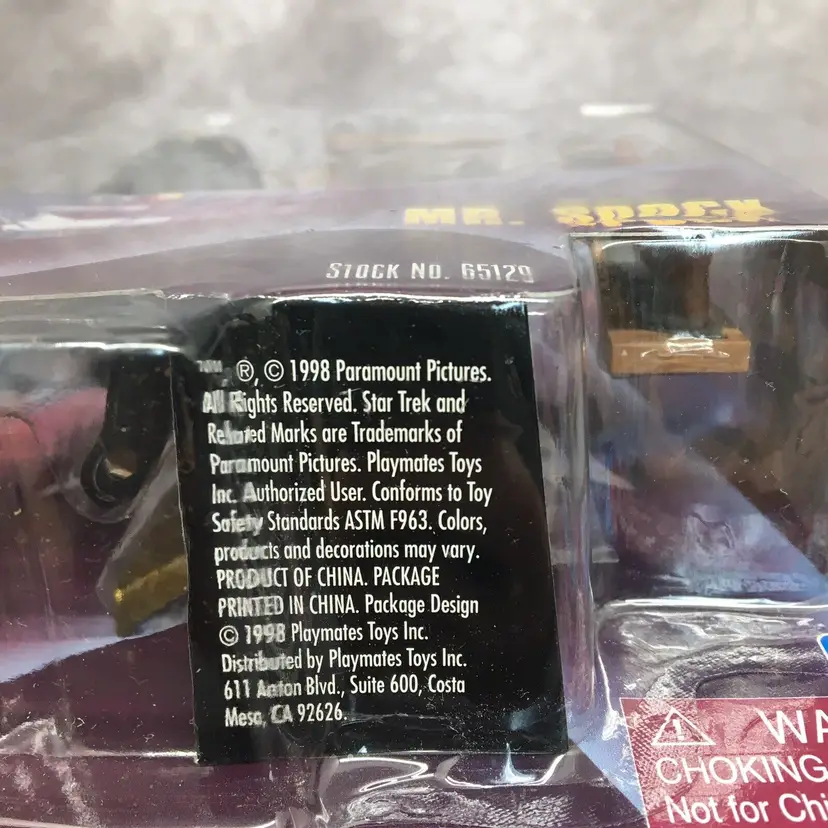 MR. SPOCK
STOCK NO. 65129
TM, ®, © 1998 Paramount Pictures.
All Rights Reserved. Star Trek and
Related Marks are Trademarks of
Paramount Pictures. Playmates Toys
Inc. Authorized User. Conforms to Toy
Safety Standards ASTM F963. Colors,
products and decorations may vary.
PRODUCT OF CHINA. PACKAGE
PRINTED IN CHINA. Package Design
© 1998 Playmates Toys Inc.
Distributed by Playmates Toys Inc.
611 Anton Blvd., Suite 600, Costa
Mesa, CA 92626.
WA
CHOKING
Not for Chi